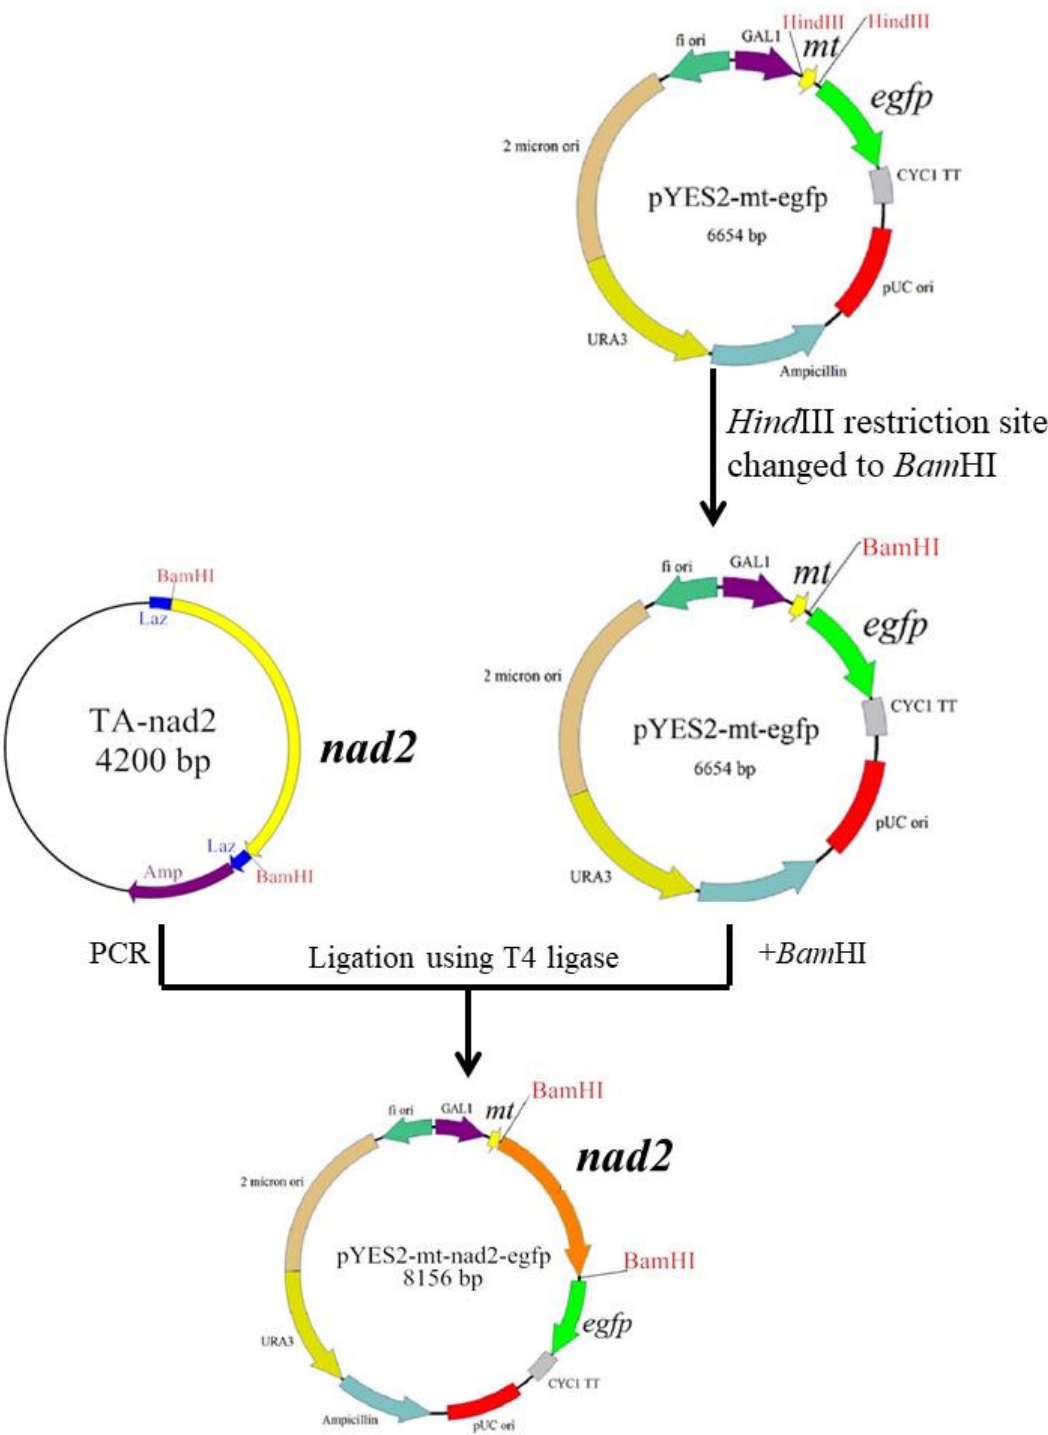 HindIII
HindIII
fi ori
GAL1
mt
egfp
2 micron ori
CYC1 TT
pYES2-mt-egfp
6654 bp
pUC ori
URA3
Ampicillin
HindIII restriction site
changed to BamHI
BamHI
fi ori
GAL1
mt
egfp
2 micron ori
CYC1 TT
pYES2-mt-egfp
6654 bp
pUC ori
URA3
BamHI
Laz
TA-nad2
4200 bp
nad2
Laz
Amp
BamHI
PCR
Ligation using T4 ligase
+BamHI
BamHI
fi ori
GAL1
mt
nad2
2 micron ori
pYES2-mt-nad2-egfp
8156 bp
BamHI
egfp
URA3
CYC1 TT
Ampicillin
pUC ori